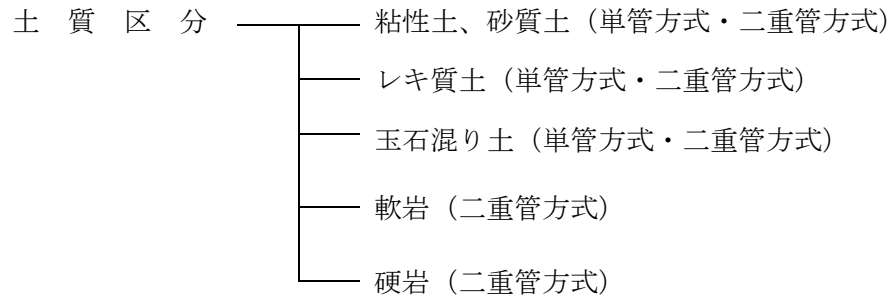 土質区分 粘性土、砂質土（単管方式・二重管方式）
レキ質土（単管方式・二重管方式）
玉石混り土（単管方式・二重管方式）
軟岩（二重管方式）
硬岩（二重管方式）